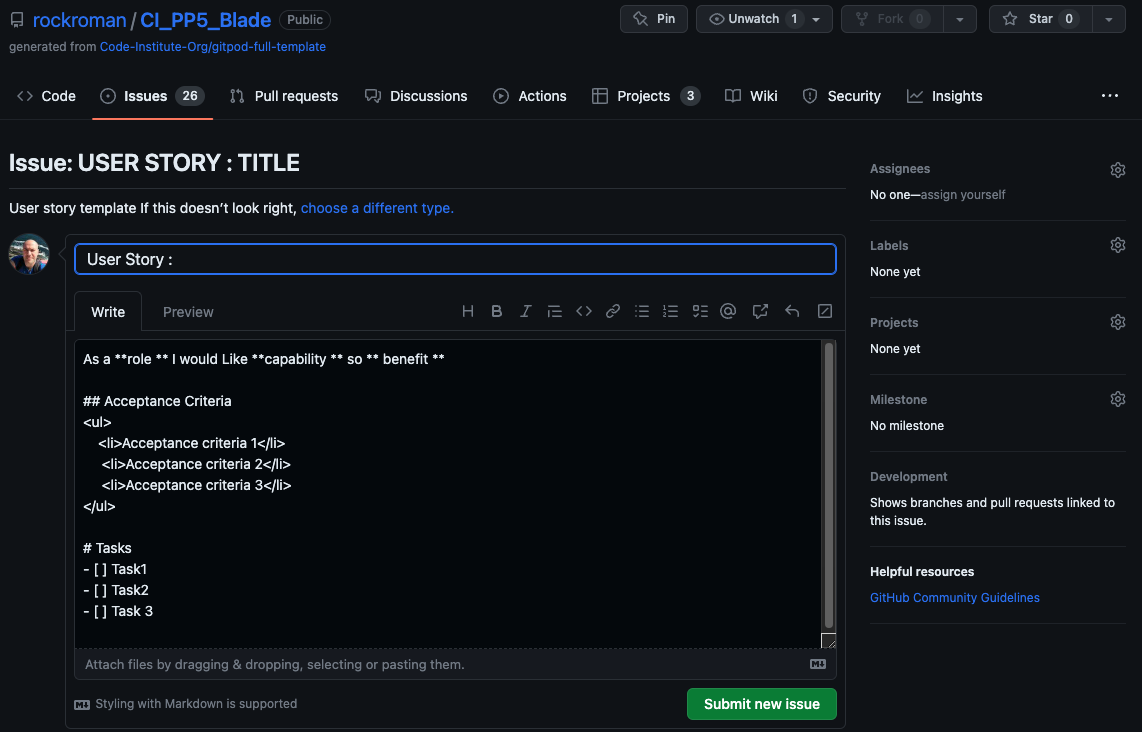 rockroman / CI_PP5_Blade Public
Pin
Unwatch 1
Fork 0
Star 0
generated from Code-Institute-Org/gitpod-full-template
Code
Issues 26
Pull requests
Discussions
Actions
Projects 3
Wiki
Security
Insights
Issue: USER STORY : TITLE
User story template If this doesn't look right, choose a different type.
User Story :
Write
Preview
As a **role ** I would Like **capability ** so ** benefit **
## Acceptance Criteria
<ul>
<li>Acceptance criteria 1</li>
<li>Acceptance criteria 2</li>
<li>Acceptance criteria 3</li>
</ul>
# Tasks
- [ ] Task1
- [ ] Task2
- [ ] Task 3
Attach files by dragging & dropping, selecting or pasting them.
Styling with Markdown is supported
Submit new issue
Assignees
No one—assign yourself
Labels
None yet
Projects
None yet
Milestone
No milestone
Development
Shows branches and pull requests linked to
this issue.
Helpful resources
GitHub Community Guidelines